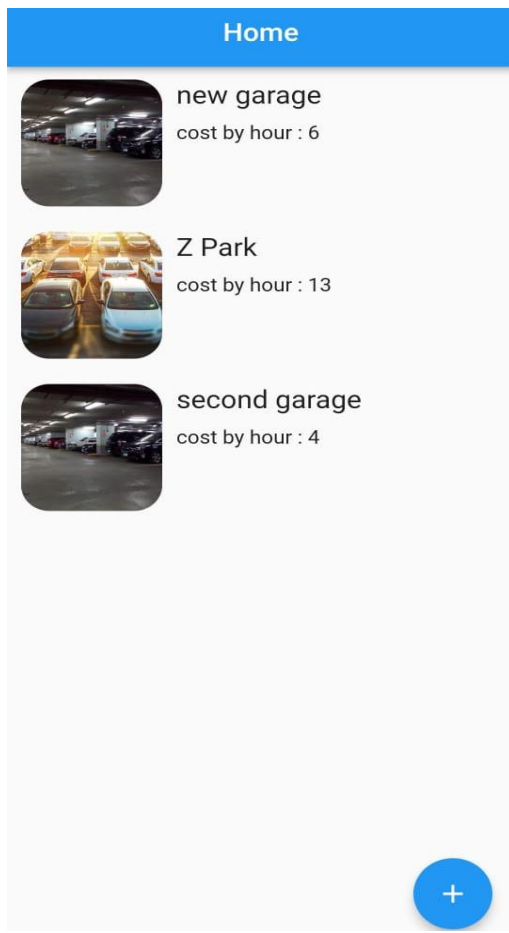 Home
new garage
cost by hour : 6
Z Park
cost by hour : 13
second garage
cost by hour : 4
+